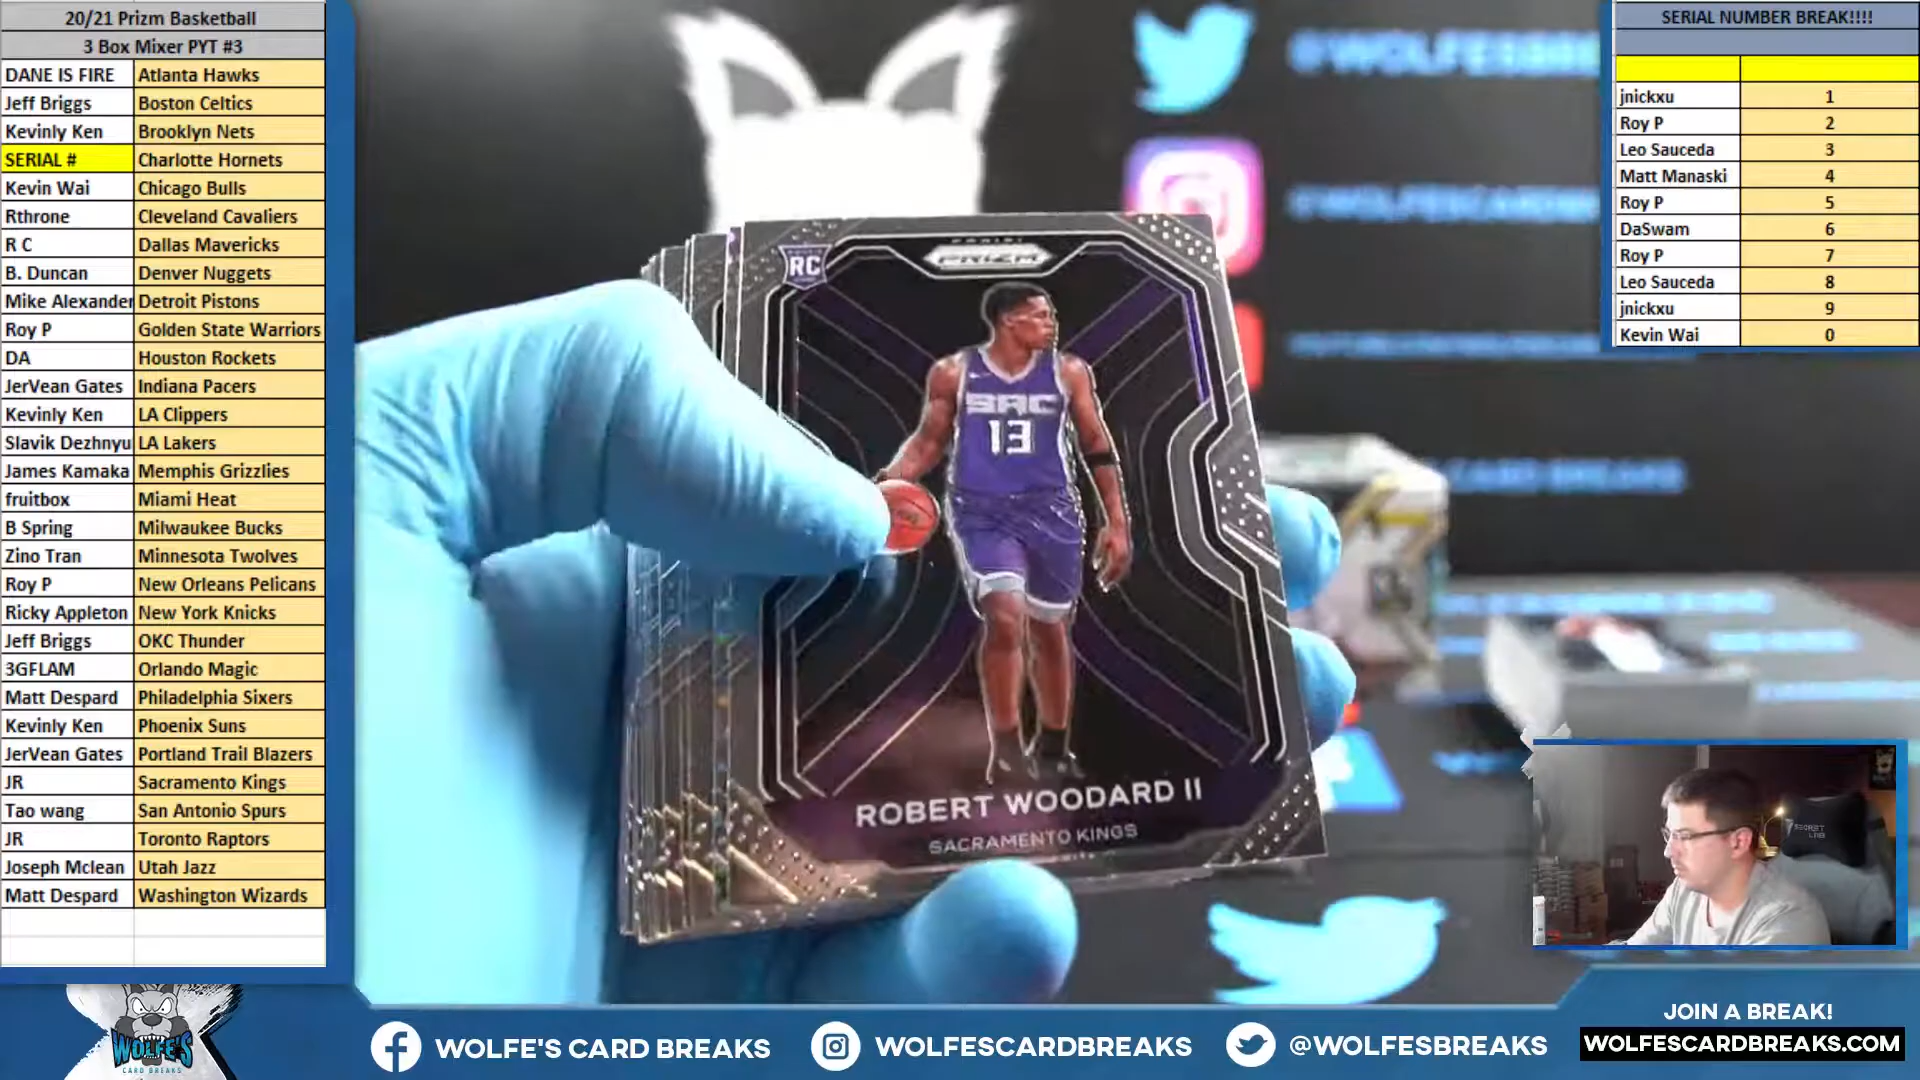 20/21 Prizm Basketball
3 Box Mixer PYT #3
DANE IS FIRE Atlanta Hawks
Jeff Briggs Boston Celtics
Kevinly Ken Brooklyn Nets
SERIAL # Charlotte Hornets
Kevin Wai Chicago Bulls
Rthrone Cleveland Cavaliers
R C Dallas Mavericks
B. Duncan Denver Nuggets
Mike Alexander Detroit Pistons
Roy P Golden State Warriors
DA Houston Rockets
JerVean Gates Indiana Pacers
Kevinly Ken LA Clippers
Slavik Dezhnyu LA Lakers
James Kamaka Memphis Grizzlies
fruitbox Miami Heat
B Spring Milwaukee Bucks
Zino Tran Minnesota Twolves
Roy P New Orleans Pelicans
Ricky Appleton New York Knicks
Jeff Briggs OKC Thunder
3GFLAM Orlando Magic
Matt Despard Philadelphia Sixers
Kevinly Ken Phoenix Suns
JerVean Gates Portland Trail Blazers
JR Sacramento Kings
Tao wang San Antonio Spurs
JR Toronto Raptors
Joseph Mclean Utah Jazz
Matt Despard Washington Wizards
SERIAL NUMBER BREAK!!!!
jnickxu 1
Roy P 2
Leo Sauceda 3
Matt Manaski 4
Roy P 5
DaSwam 6
Roy P 7
Leo Sauceda 8
jnickxu 9
Kevin Wai 0
RC
PANINI
PRIZM
SAC
13
ROBERT WOODARD II
SACRAMENTO KINGS
CARD BREAKS
SECRET
LAB
WOLFE'S
CARD BREAKS
WOLFE'S CARD BREAKS
WOLFESCARDBREAKS
@WOLFESBREAKS
JOIN A BREAK!
WOLFESCARDBREAKS.COM